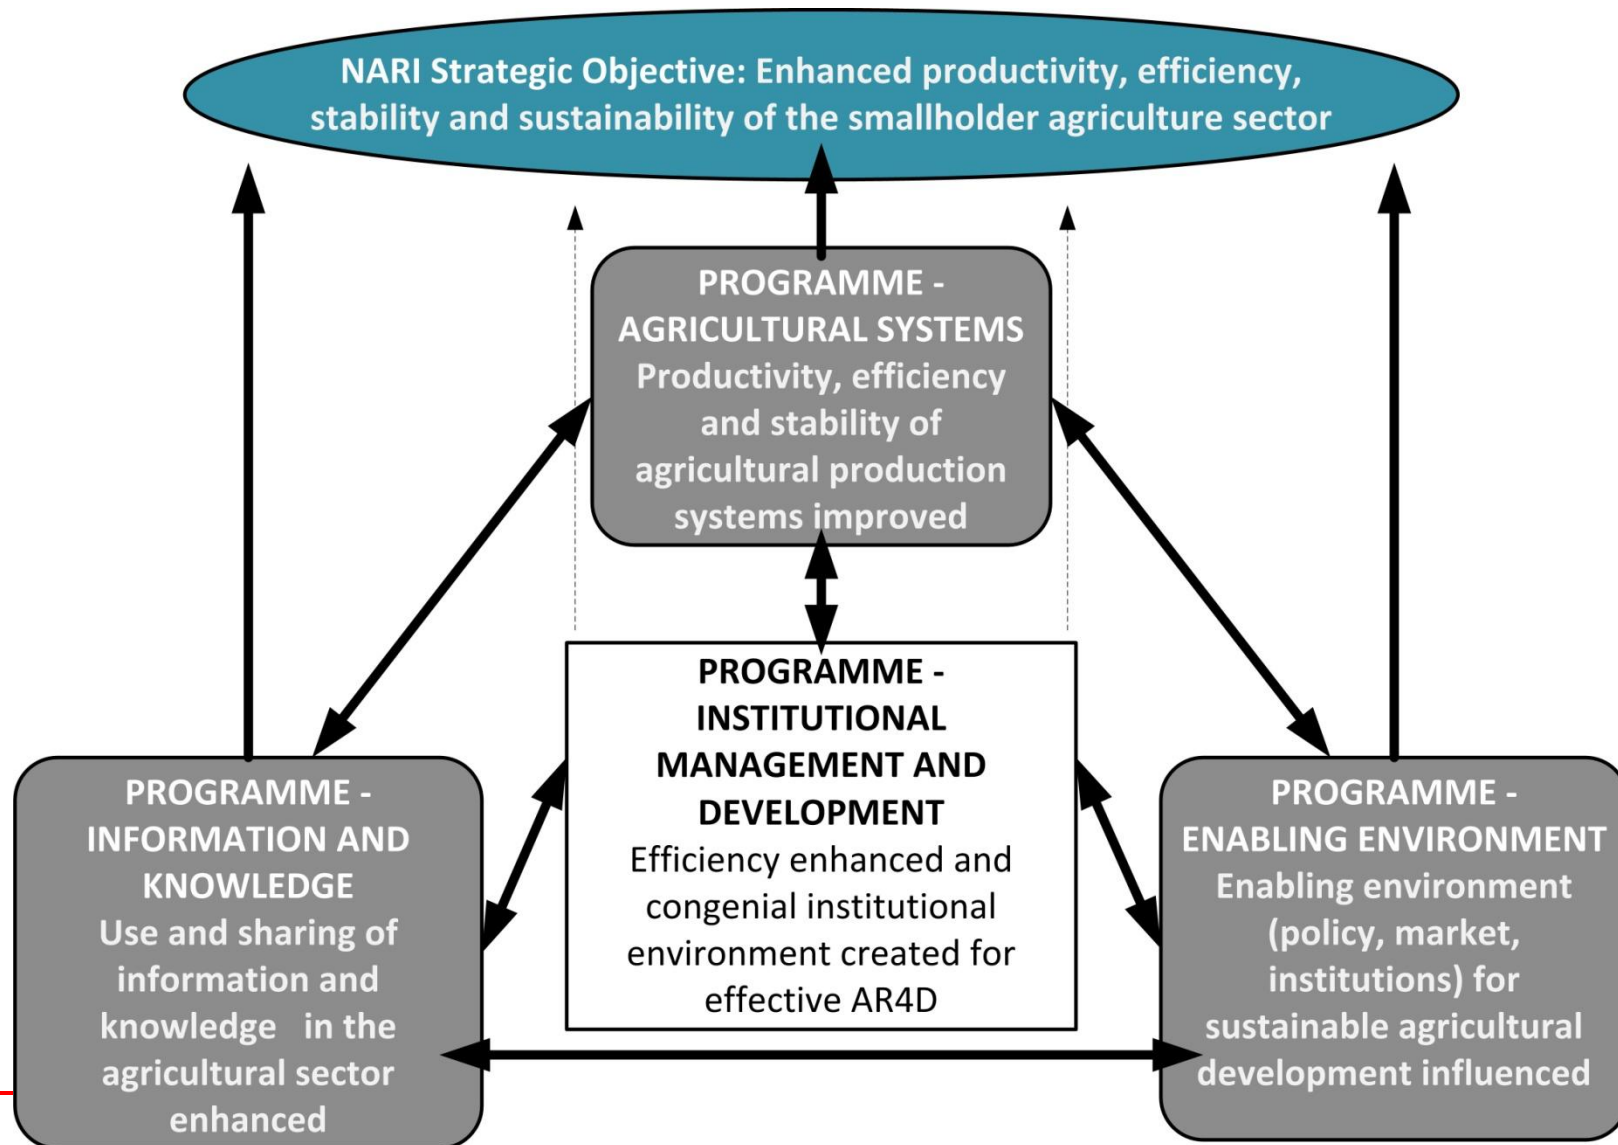 NARI Strategic Objective: Enhanced productivity, efficiency,
stability and sustainability of the smallholder agriculture sector
PROGRAMME -
AGRICULTURAL SYSTEMS
Productivity, efficiency
and stability of
agricultural production
systems improved
PROGRAMME -
INSTITUTIONAL
MANAGEMENT AND
DEVELOPMENT
Efficiency enhanced and
congenial institutional
environment created for
effective AR4D
PROGRAMME -
INFORMATION AND
KNOWLEDGE
Use and sharing of
information and
knowledge in the
agricultural sector
enhanced
PROGRAMME -
ENABLING ENVIRONMENT
Enabling environment
(policy, market,
institutions) for
sustainable agricultural
development influenced